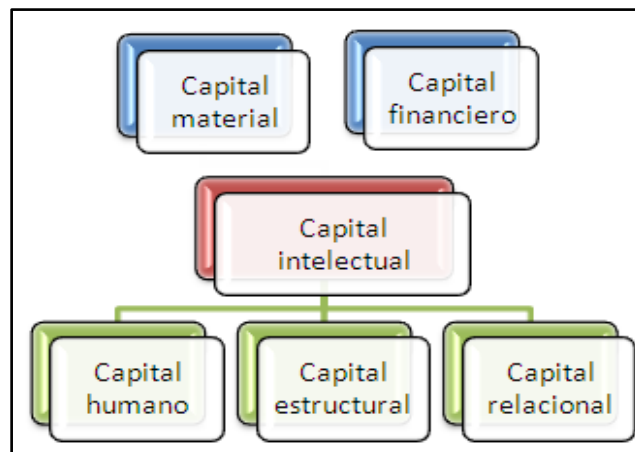 Capital
material
Capital
financiero
Capital
intelectual
Capital
humano
Capital
estructural
Capital
relacional